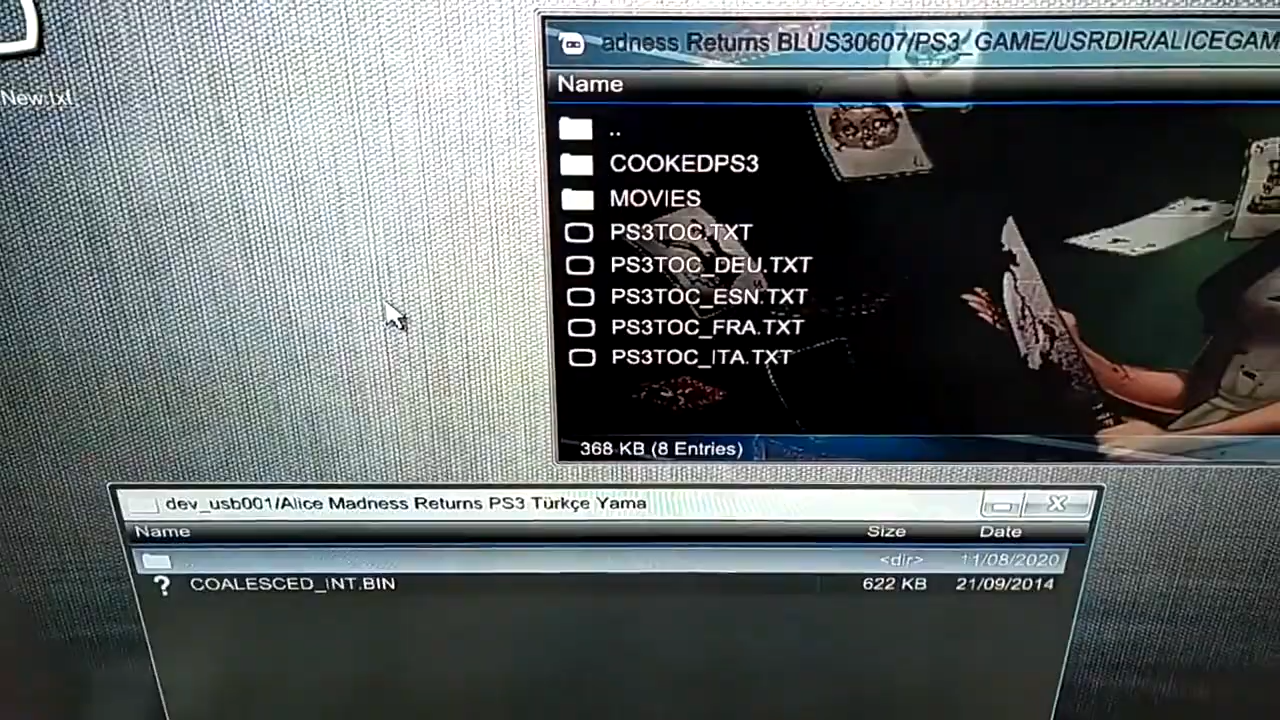 New.txt
adness Returns BLUS30607/PS3_GAME/USRDIR/ALICEGAM
Name
..
COOKEDPS3
MOVIES
PS3TOC.TXT
PS3TOC_DEU.TXT
PS3TOC_ESN.TXT
PS3TOC_FRA.TXT
PS3TOC_ITA.TXT
368 KB (8 Entries)
dev_usb001/Alice Madness Returns PS3 Türkçe Yama
Name Size Date
.. <dir> 11/08/2020
COALESCED_INT.BIN 622 KB 21/09/2014